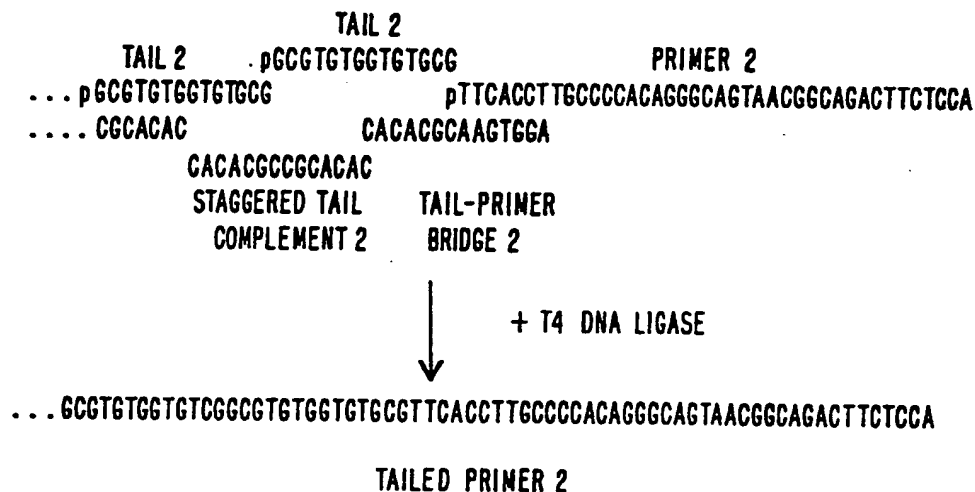 TAIL 2
TAIL 2 pGCGTGTGGTGTGCG PRIMER 2
...pGCGTGTGGTGTGCG pTTCACCTTGCCCCACAGGGCAGTAACGGCAGACTTCTCCA
....CGCACAC CACACGCAAGTGGA
CACACGCCGCACAC
STAGGERED TAIL TAIL-PRIMER
COMPLEMENT 2 BRIDGE 2
+ T4 DNA LIGASE
...GCGTGTGGTGTCGGCGTGTGGTGTGCGTTCACCTTGCCCCACAGGGCAGTAACGGCAGACTTCTCCA
TAILED PRIMER 2